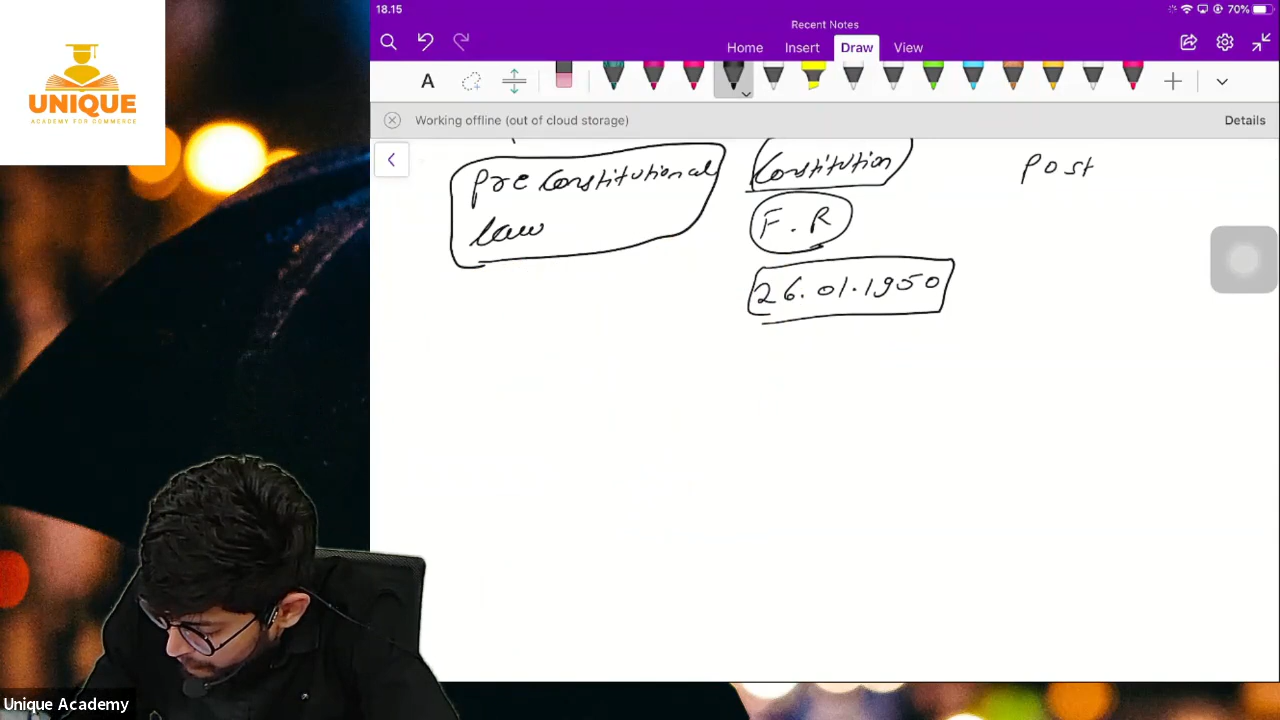 18.15
70%
Recent Notes
Home Insert Draw View
A
Working offline (out of cloud storage)
Details
UNIQUE
ACADEMY FOR COMMERCE
Pre Constitutional
law
Constitution
F.R
26.01.1950
Post
Unique Academy